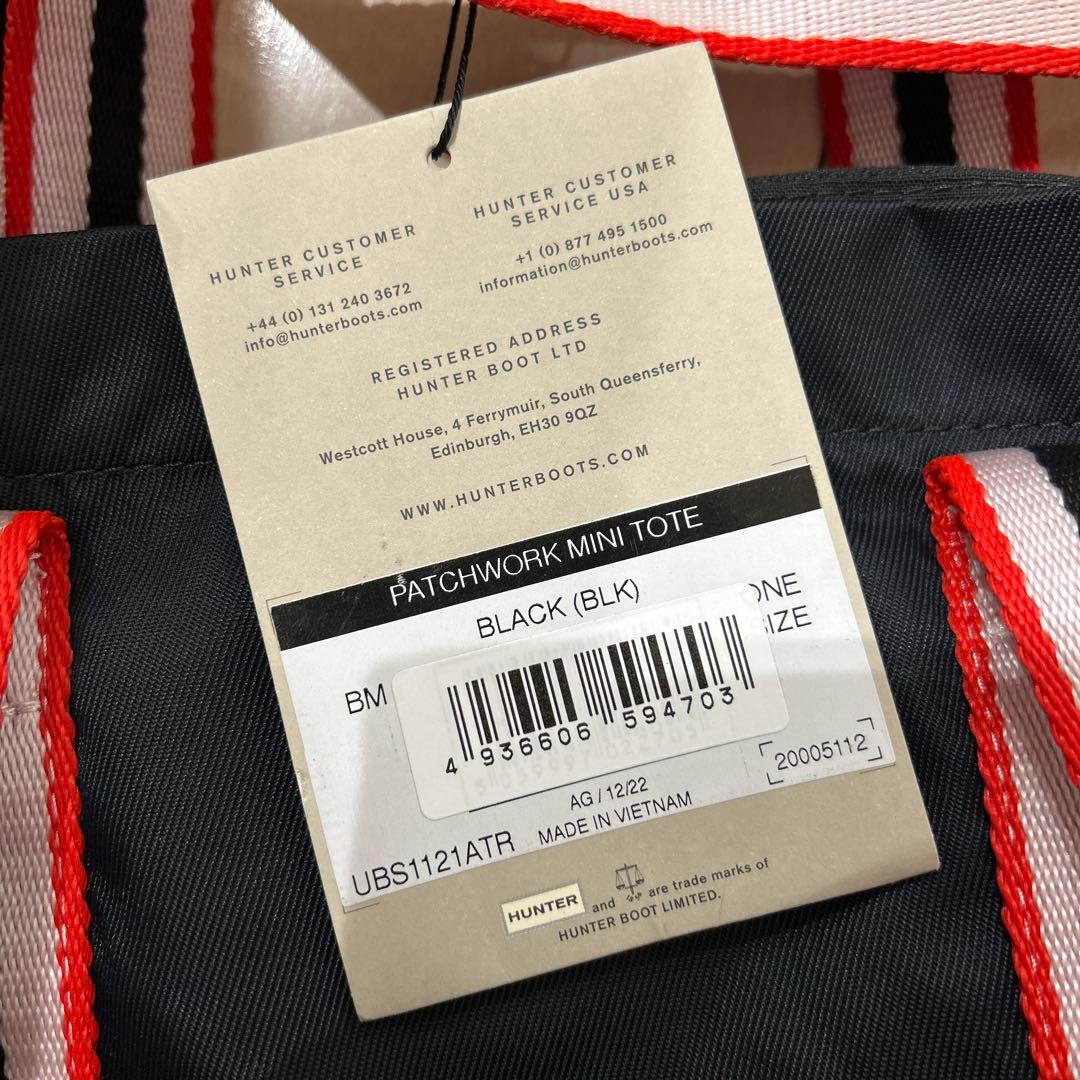 HUNTER CUSTOMER
SERVICE
+44 (0) 131 240 3672
info@hunterboots.com
HUNTER CUSTOMER
SERVICE USA
+1 (0) 877 495 1500
information@hunterboots.com
REGISTERED ADDRESS
HUNTER BOOT LTD
Westcott House, 4 Ferrymuir, South Queensferry,
Edinburgh, EH30 9QZ
WWW.HUNTERBOOTS.COM
PATCHWORK MINI TOTE
BLACK (BLK)
ONE
SIZE
BM
4 936606 594703
20005112
AG / 12/22
UBS1121ATR MADE IN VIETNAM
HUNTER and are trade marks of
HUNTER BOOT LIMITED.